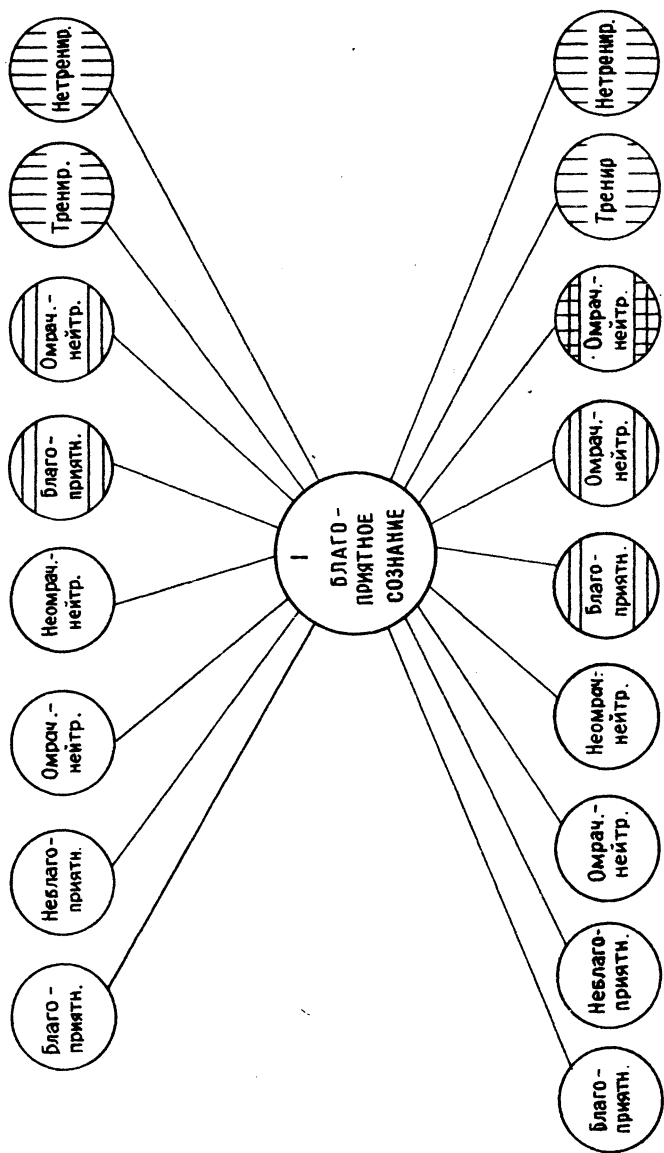 Благо-
приятн.
Неблаго-
приятн.
Омрач.-
нейтр.
Неомрач.-
нейтр.
Благо-
приятн.
Омрач.-
нейтр.
Тренир.
Нетренир.
I
БЛАГО-
ПРИЯТНОЕ
СОЗНАНИЕ
Благо-
приятн.
Неблаго-
приятн.
Омрач.-
нейтр.
Неомрач.-
нейтр.
Благо-
приятн.
Омрач.-
нейтр.
Омрач.-
нейтр.
Тренир
Нетренир.